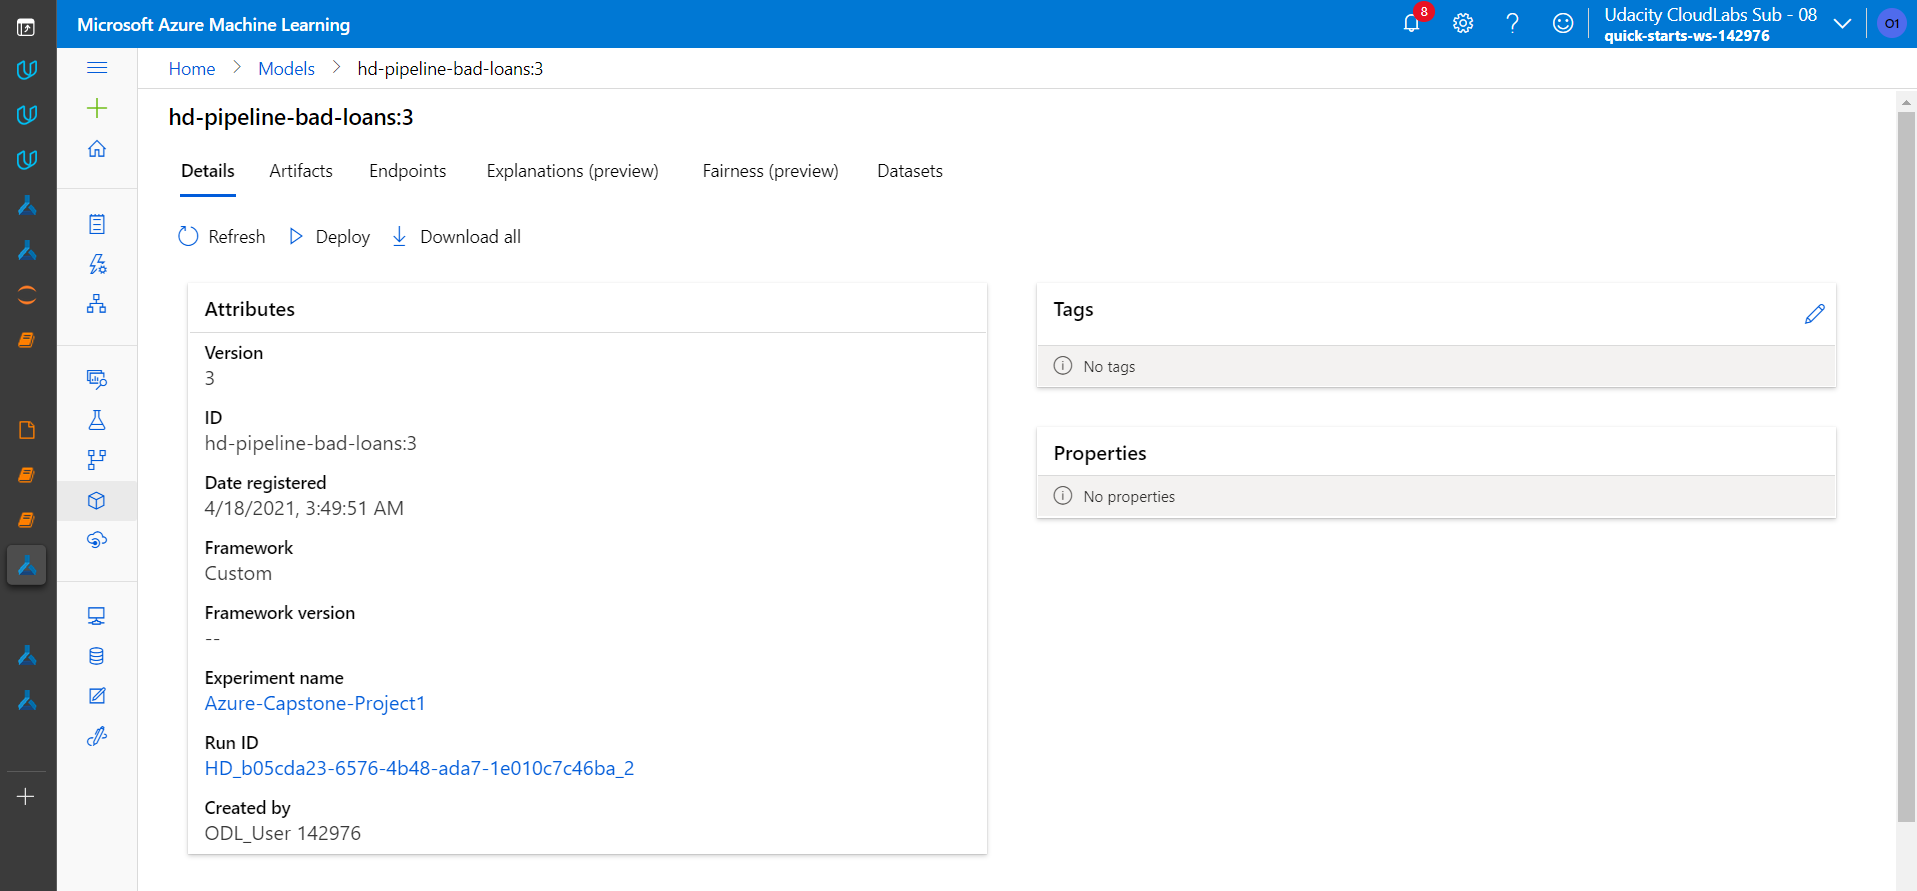 Microsoft Azure Machine Learning
8
Udacity CloudLabs Sub - 08
quick-starts-ws-142976
O1
Home > Models > hd-pipeline-bad-loans:3
hd-pipeline-bad-loans:3
Details Artifacts Endpoints Explanations (preview) Fairness (preview) Datasets
Refresh Deploy Download all
Attributes
Version
3
ID
hd-pipeline-bad-loans:3
Date registered
4/18/2021, 3:49:51 AM
Framework
Custom
Framework version
--
Experiment name
Azure-Capstone-Project1
Run ID
HD_b05cda23-6576-4b48-ada7-1e010c7c46ba_2
Created by
ODL_User 142976
Tags
No tags
Properties
No properties